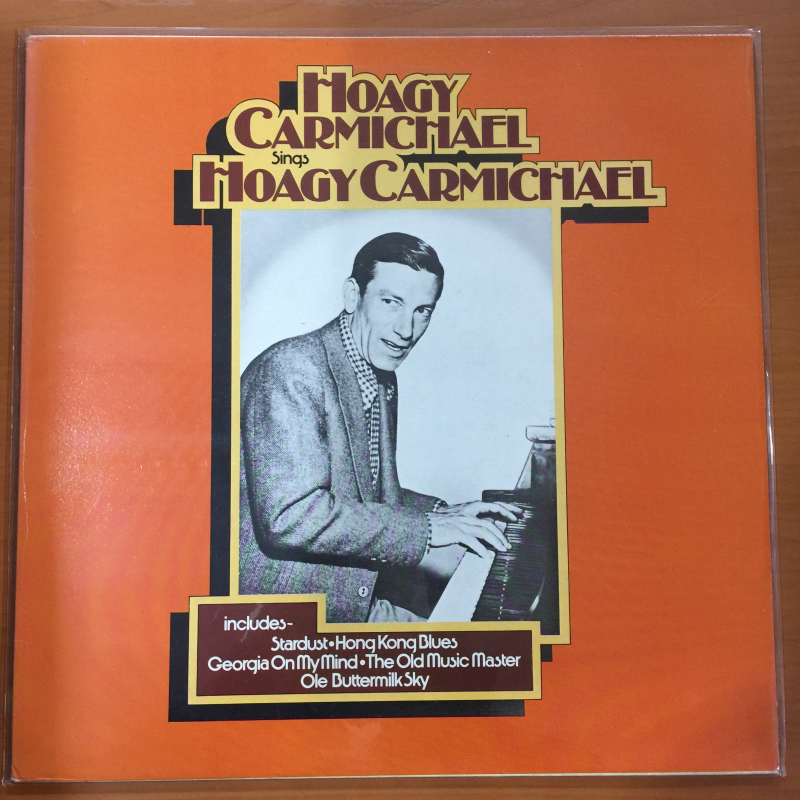 Hoagy
Carmichael
Sings
Hoagy Carmichael
includes-
Stardust•Hong Kong Blues
Georgia On My Mind•The Old Music Master
Ole Buttermilk Sky